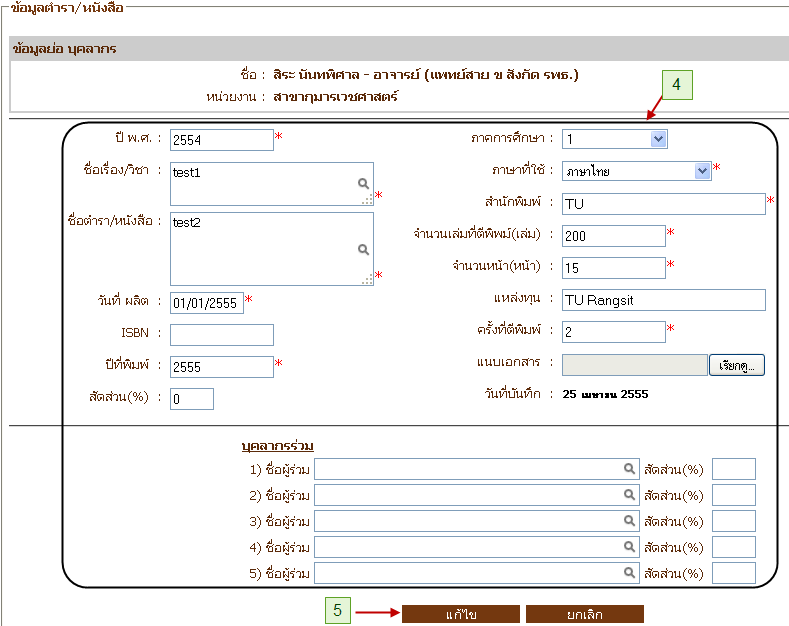 ข้อมูลตำรา/หนังสือ
ข้อมูลย่อ บุคลากร
ชื่อ : สิระ นันทพิศาล - อาจารย์ (แพทย์สาย ข สังกัด รพธ.)
หน่วยงาน : สาขากุมารเวชศาสตร์
4
ปี พ.ศ. : 2554 * ภาคการศึกษา : 1
ชื่อเรื่อง/วิชา : test1 * ภาษาที่ใช้ : ภาษาไทย *
สำนักพิมพ์ : TU *
ชื่อตำรา/หนังสือ : test2 * จำนวนเล่มที่ตีพิพม์(เล่ม) : 200 *
จำนวนหน้า(หน้า) : 15 *
วันที่ ผลิต : 01/01/2555 * แหล่งทุน : TU Rangsit
ISBN : ครั้งที่ตีพิมพ์ : 2 *
ปีที่พิมพ์ : 2555 * แนบเอกสาร : เรียกดู...
สัดส่วน(%) : 0 วันที่บันทึก : 25 เมษายน 2555
บุคลากรร่วม
1) ชื่อผู้ร่วม สัดส่วน(%)
2) ชื่อผู้ร่วม สัดส่วน(%)
3) ชื่อผู้ร่วม สัดส่วน(%)
4) ชื่อผู้ร่วม สัดส่วน(%)
5) ชื่อผู้ร่วม สัดส่วน(%)
5 แก้ไข ยกเลิก